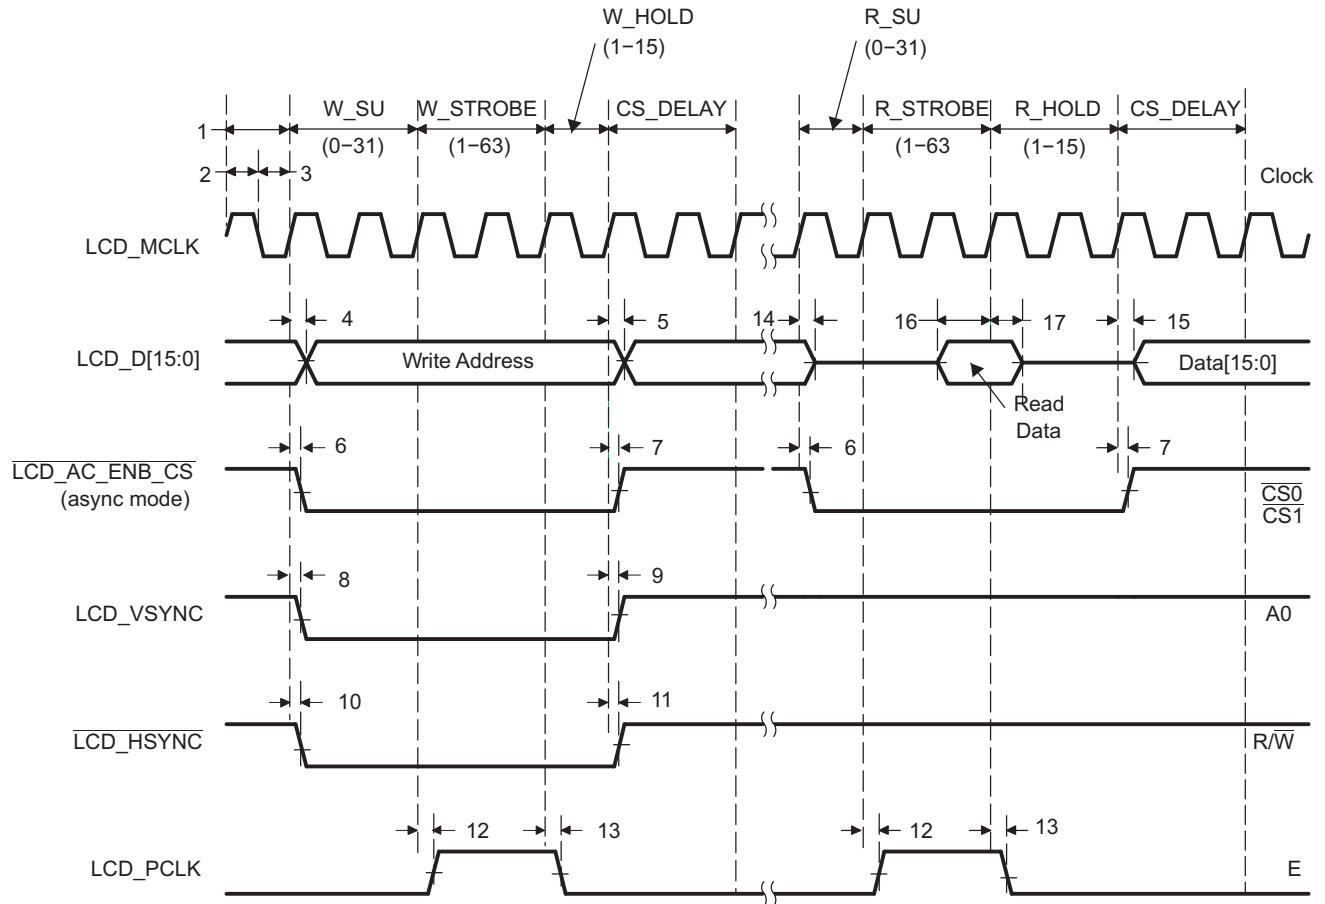 W_HOLD
(1−15)
R_SU
(0−31)
W_SU
(0−31)
W_STROBE
(1−63)
CS_DELAY
R_STROBE
(1−63
R_HOLD
(1−15)
CS_DELAY
1
2
3
Clock
LCD_MCLK
4
5
14
16
17
15
LCD_D[15:0]
Write Address
Data[15:0]
Read
Data
6
7
6
7
LCD_AC_ENB_CS
(async mode)
CS0
CS1
8
9
LCD_VSYNC
A0
10
11
LCD_HSYNC
R/W
12
13
12
13
LCD_PCLK
E